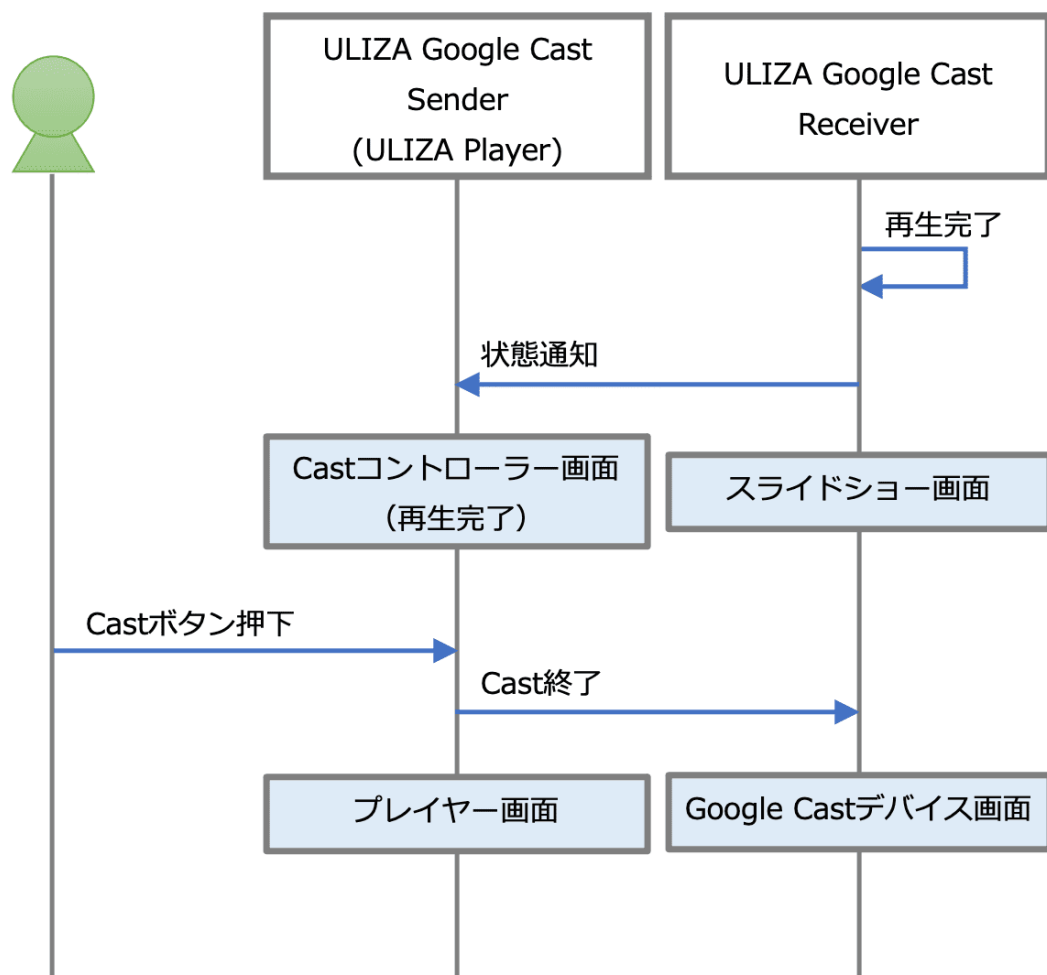 ULIZA Google Cast
Sender
(ULIZA Player)
ULIZA Google Cast
Receiver
再生完了
状態通知
Castコントローラー画面
（再生完了）
スライドショー画面
Castボタン押下
Cast終了
プレイヤー画面
Google Castデバイス画面